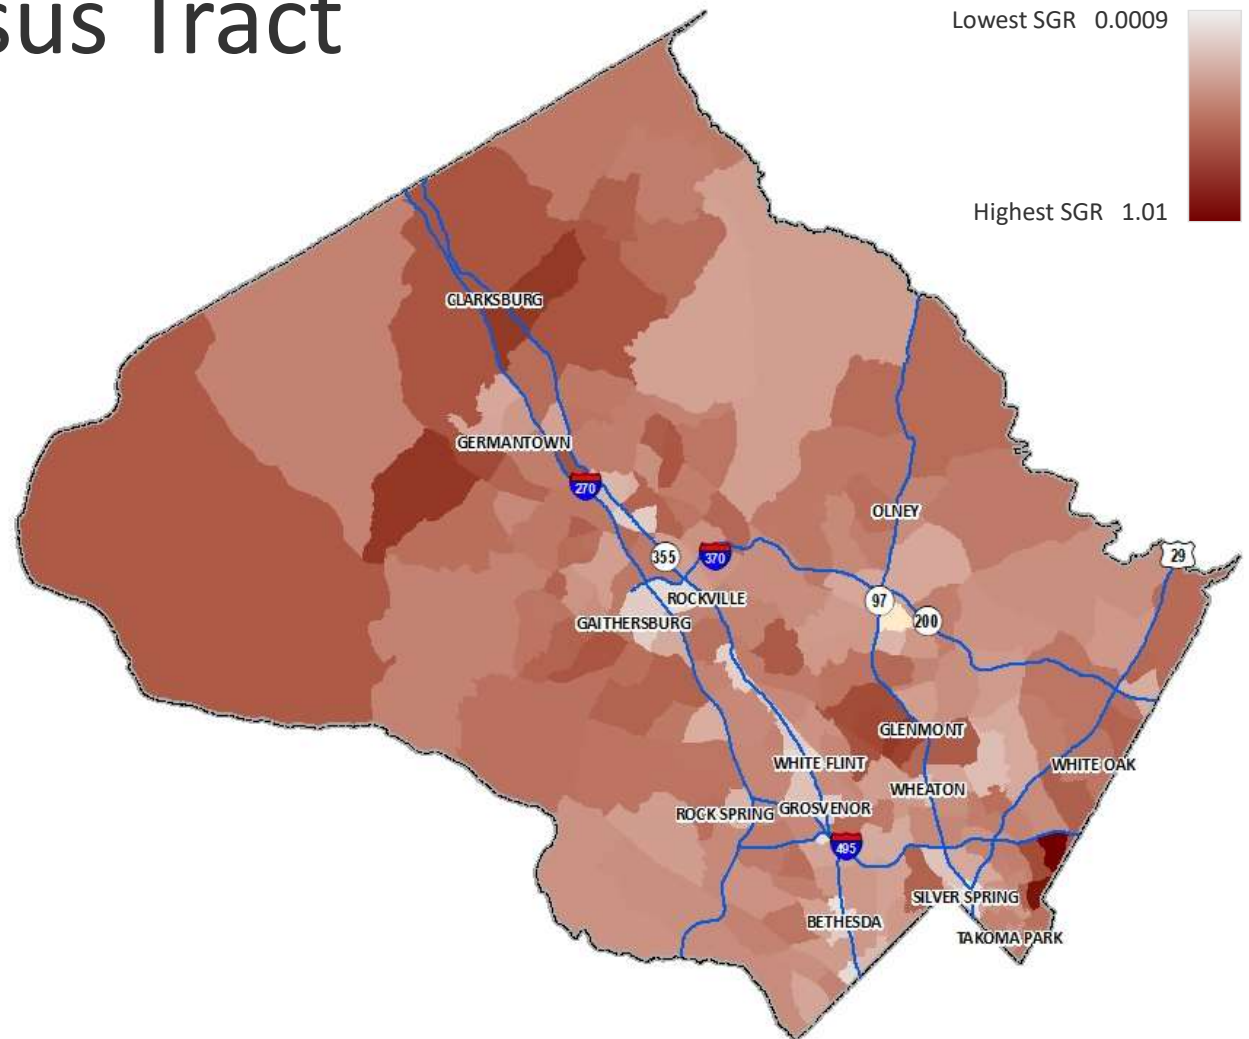 sus Tract
Lowest SGR 0.0009
Highest SGR 1.01
CLARKSBURG
GERMANTOWN
270
OLNEY
355
370
29
ROCKVILLE
97
200
GAITHERSBURG
GLENMONT
WHITE FLINT
WHITE OAK
WHEATON
ROCK SPRING
GROSVENOR
495
SILVER SPRING
BETHESDA
TAKOMA PARK